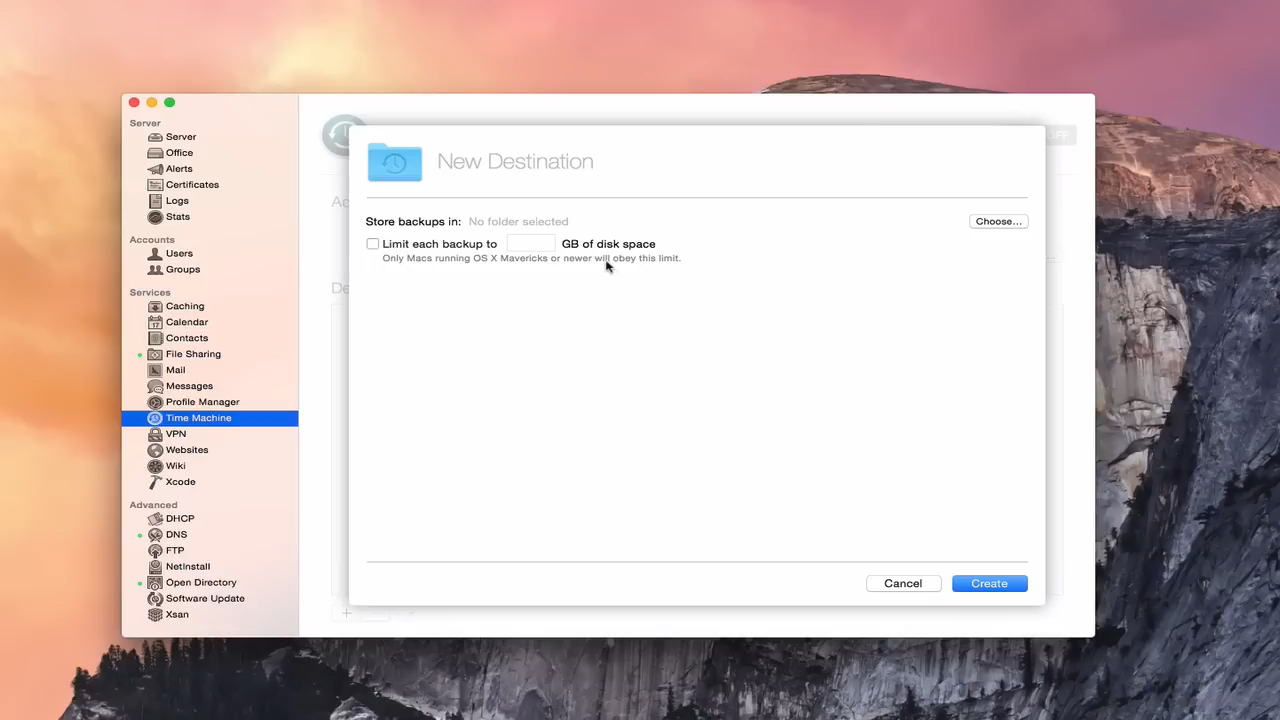 Server
Server
Office
Alerts
Certificates
Logs
Stats
Accounts
Users
Groups
Services
Caching
Calendar
Contacts
File Sharing
Mail
Messages
Profile Manager
Time Machine
VPN
Websites
Wiki
Xcode
Advanced
DHCP
DNS
FTP
NetInstall
Open Directory
Software Update
Xsan
OFF
New Destination
Store backups in: No folder selected
Choose...
Limit each backup to GB of disk space
Only Macs running OS X Mavericks or newer will obey this limit.
Cancel
Create